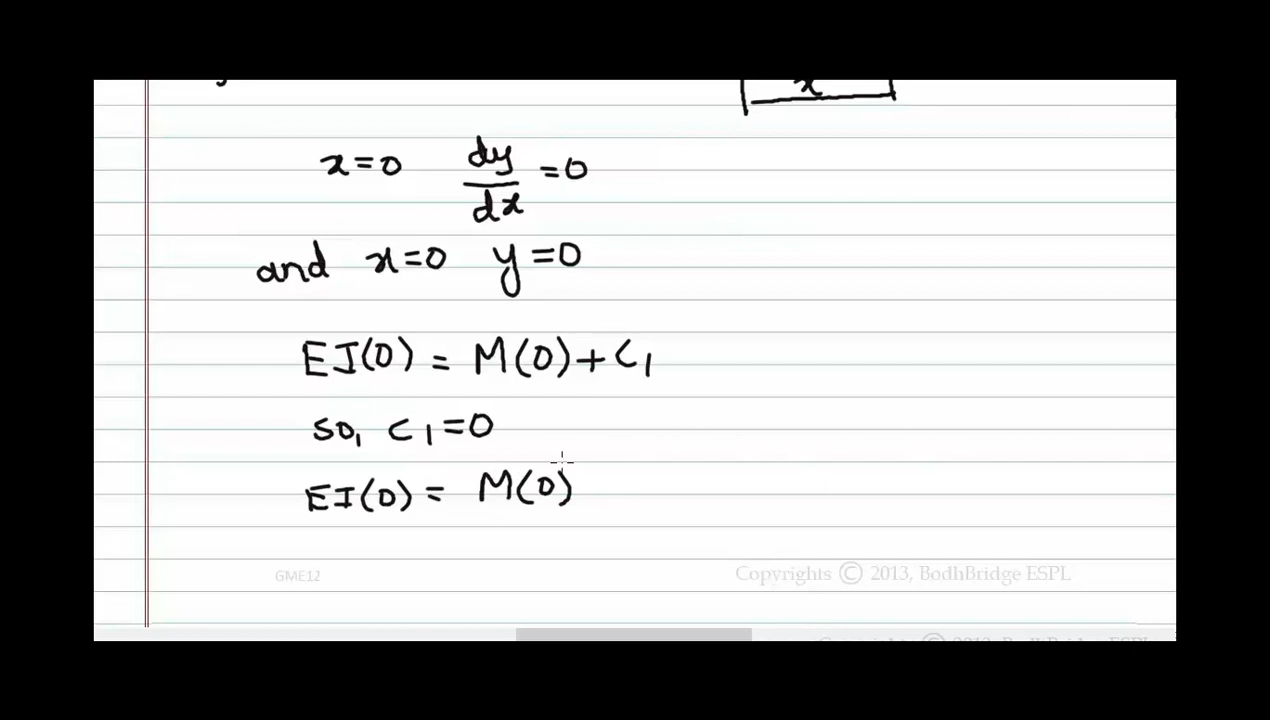 x
x=0 dy/dx =0
and x=0 y=0
EI(0) = M(0)+C1
so, C1=0
EI(0) = M(0)
GME12 Copyrights © 2013, BodhBridge ESPL